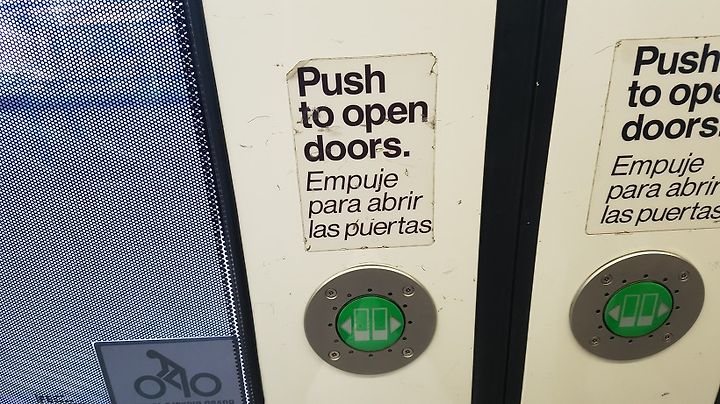 Push
to open
doors.
Empuje
para abrir
las puertas
Push
to ope
doors.
Empuje
para abrir
las puertas